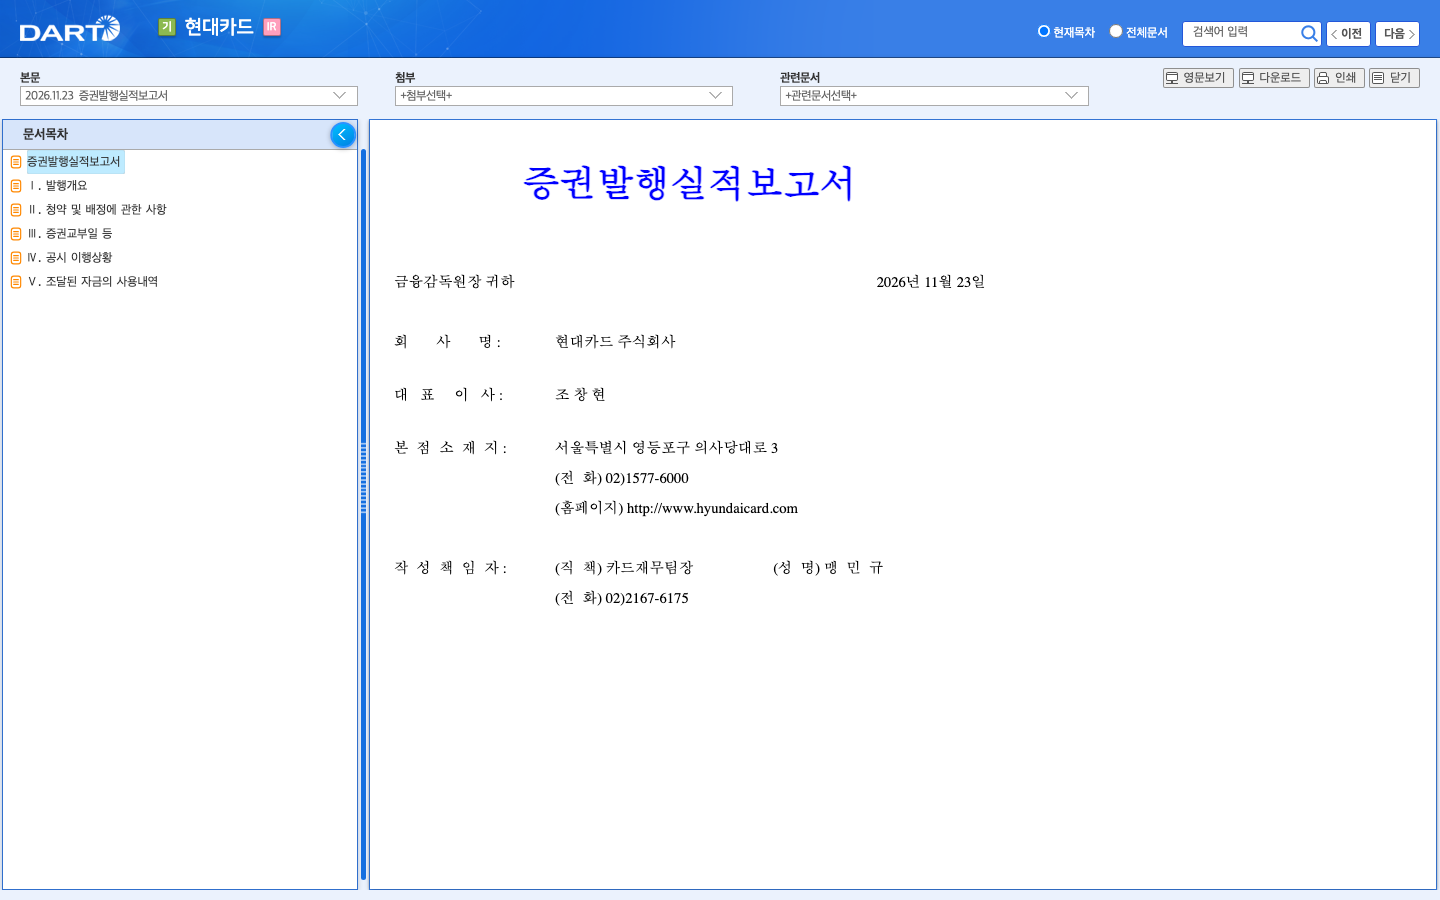 DART
기 현대카드 IR
현재목차 전체문서 검색어 입력 이전 다음
본문
2026.11.23 증권발행실적보고서
첨부
+첨부선택+
관련문서
+관련문서선택+
영문보기 다운로드 인쇄 닫기
문서목차
증권발행실적보고서
Ⅰ. 발행개요
Ⅱ. 청약 및 배정에 관한 사항
Ⅲ. 증권교부일 등
Ⅳ. 공시 이행상황
Ⅴ. 조달된 자금의 사용내역
증권발행실적보고서
금융감독원장 귀하 2026년 11월 23일
회 사 명 : 현대카드 주식회사
대 표 이 사 : 조 창 현
본 점 소 재 지 : 서울특별시 영등포구 의사당대로 3
(전 화) 02)1577-6000
(홈페이지) http://www.hyundaicard.com
작 성 책 임 자 : (직 책) 카드재무팀장 (성 명) 맹 민 규
(전 화) 02)2167-6175